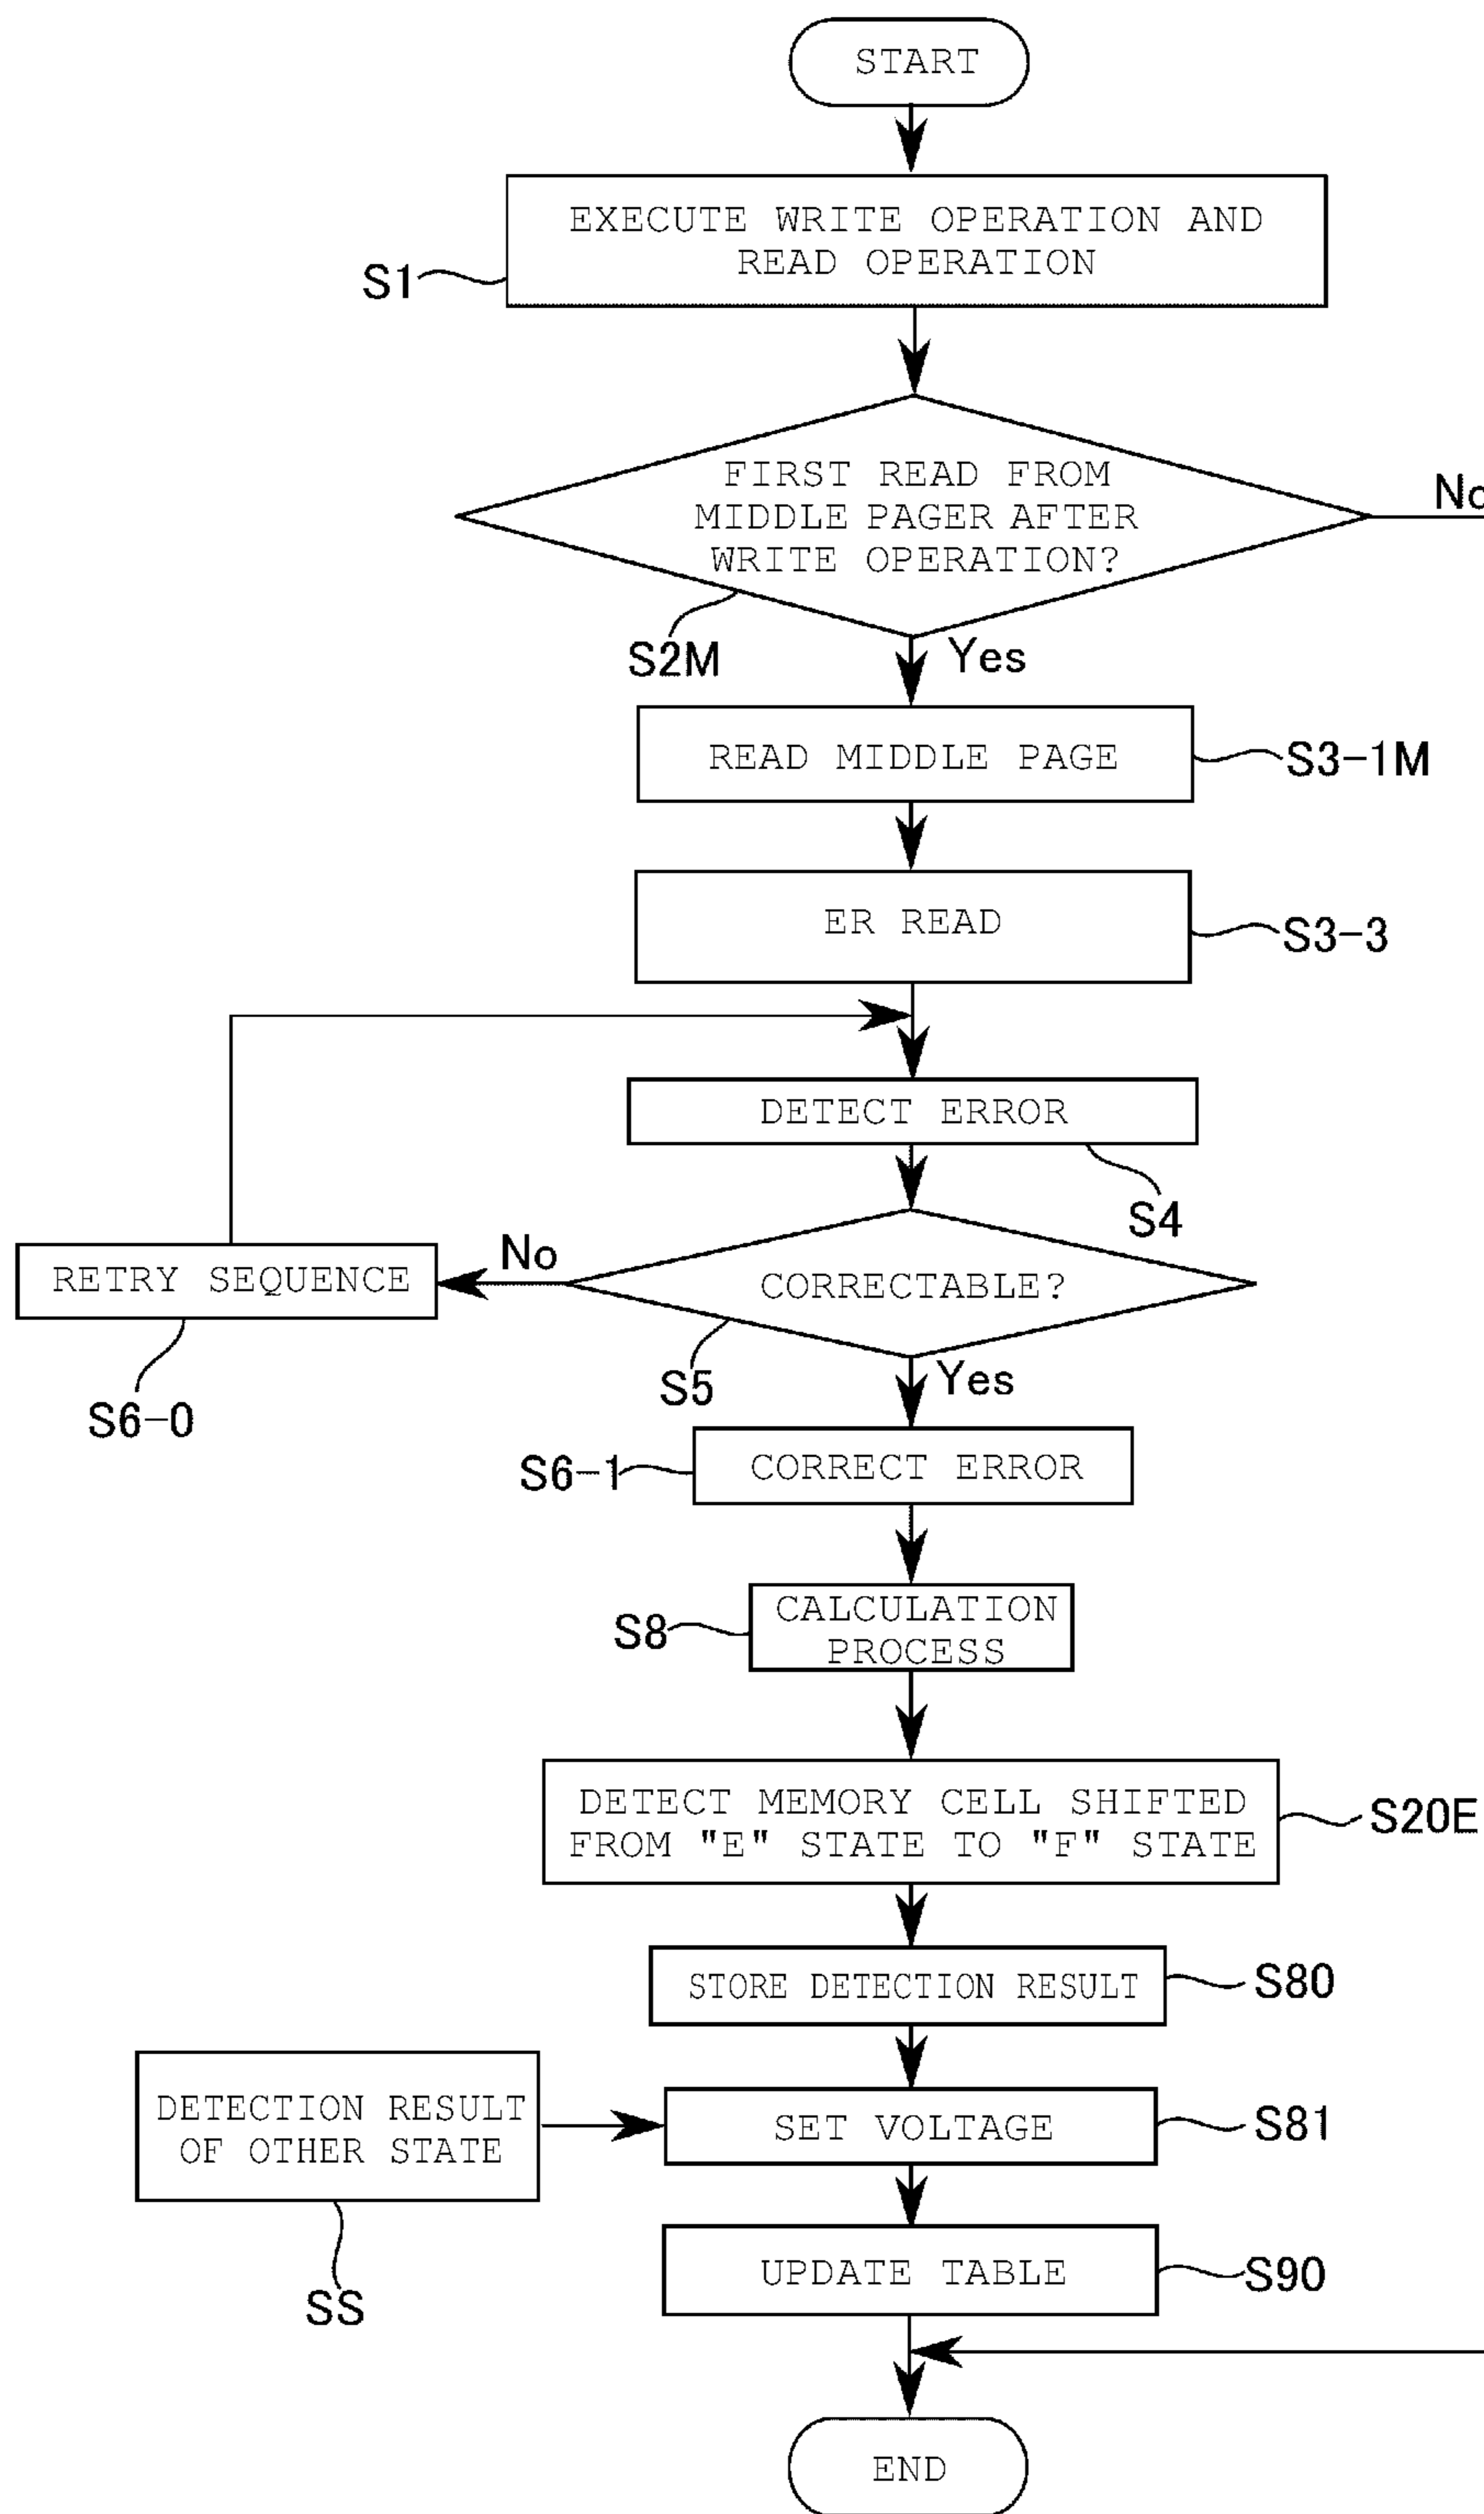 START
EXECUTE WRITE OPERATION AND
READ OPERATION
S1
FIRST READ FROM
MIDDLE PAGER AFTER
WRITE OPERATION?
No
S2M
Yes
READ MIDDLE PAGE
S3-1M
ER READ
S3-3
DETECT ERROR
S4
CORRECTABLE?
No
RETRY SEQUENCE
S5
S6-0
Yes
CORRECT ERROR
S6-1
CALCULATION
PROCESS
S8
DETECT MEMORY CELL SHIFTED
FROM "E" STATE TO "F" STATE
S20E
STORE DETECTION RESULT
S80
DETECTION RESULT
OF OTHER STATE
SET VOLTAGE
S81
SS
UPDATE TABLE
S90
END